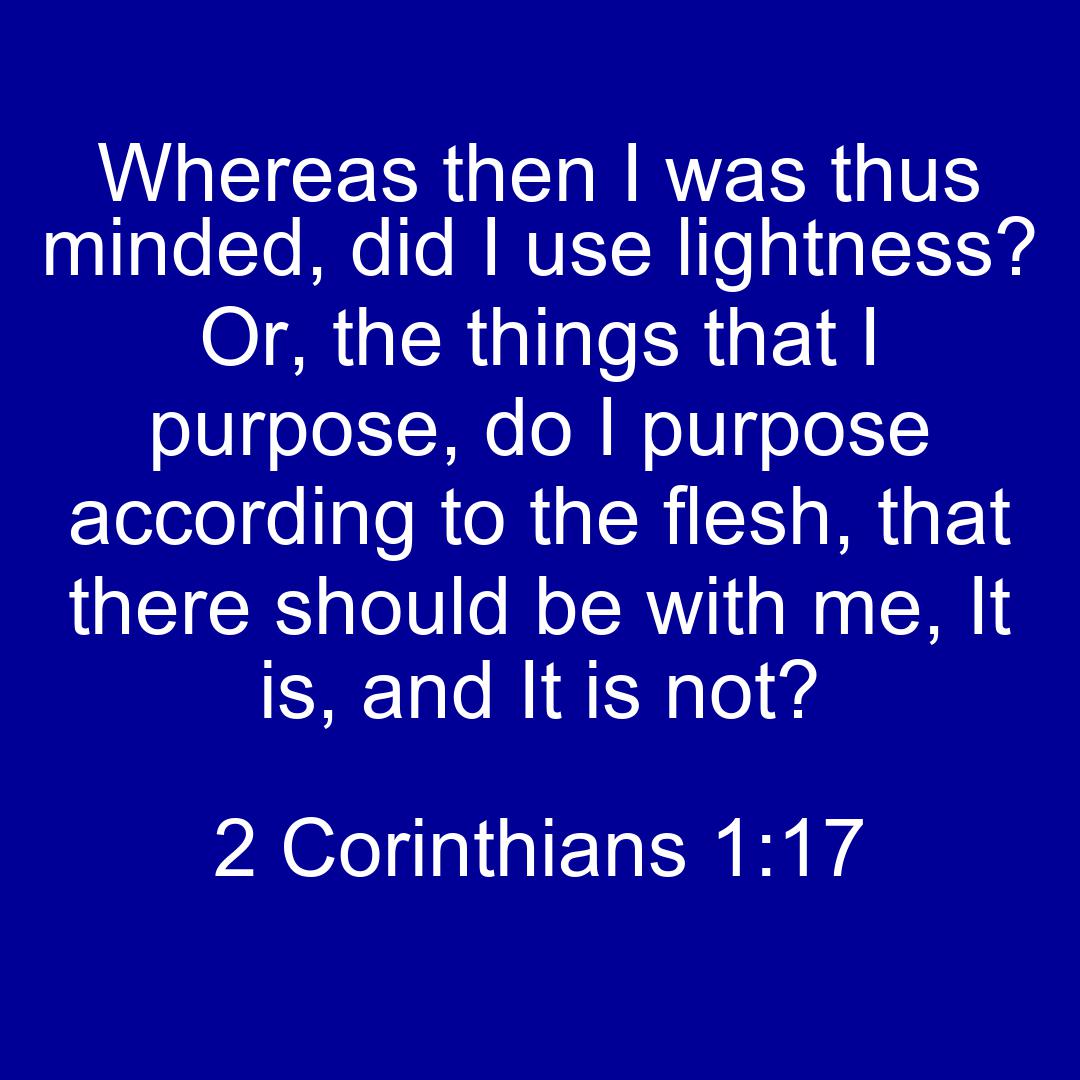 Whereas then I was thus
minded, did I use lightness?
Or, the things that I
purpose, do I purpose
according to the flesh, that
there should be with me, It
is, and It is not?
2 Corinthians 1:17